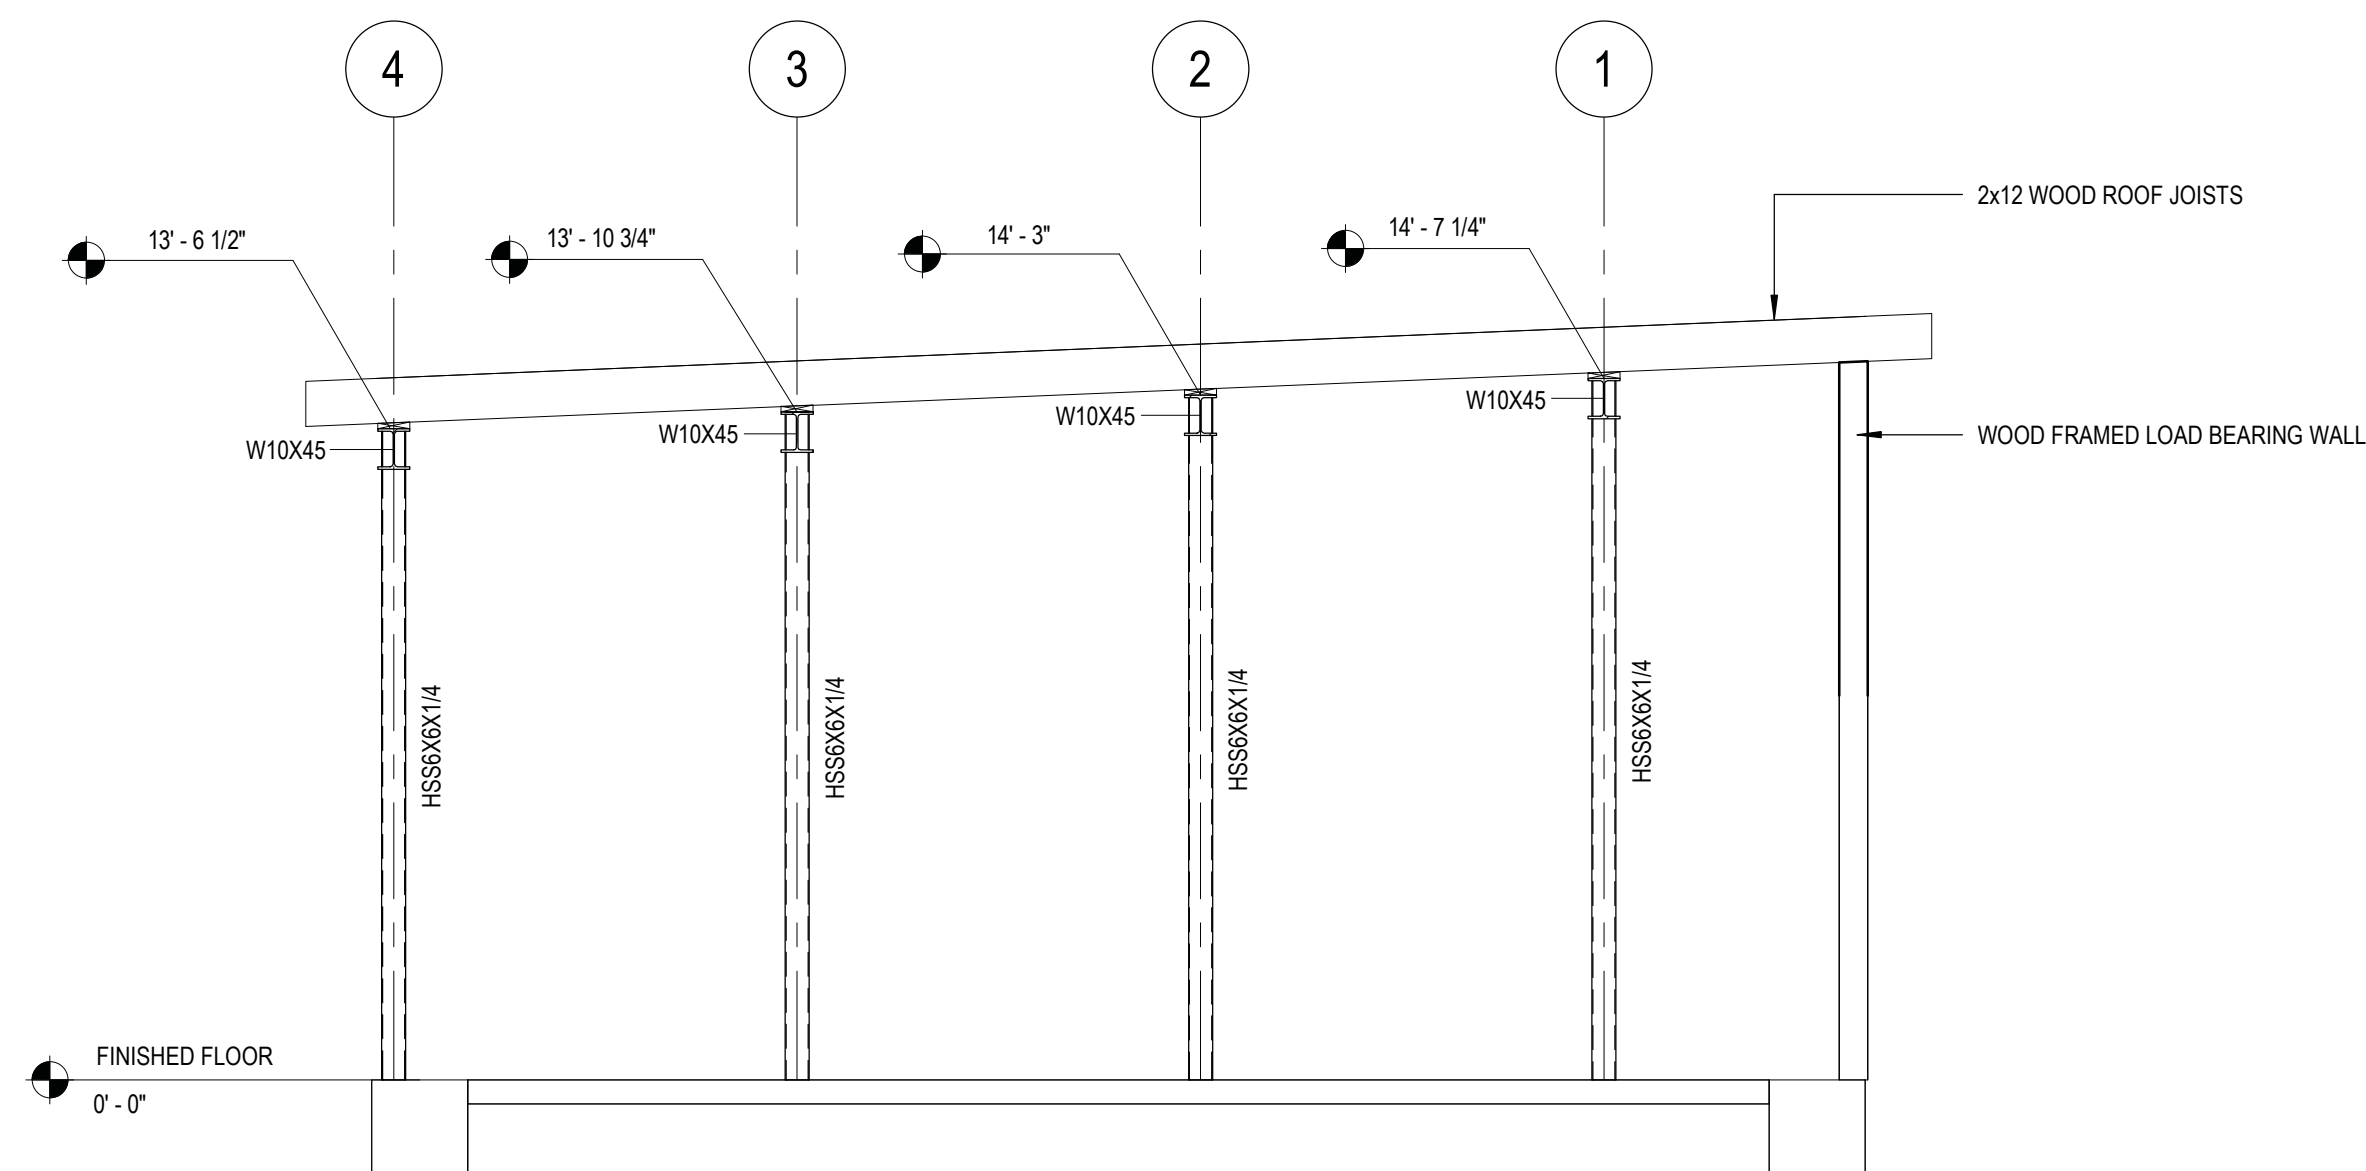 4
3
2
1
2x12 WOOD ROOF JOISTS
13' - 6 1/2"
13' - 10 3/4"
14' - 3"
14' - 7 1/4"
W10X45
W10X45
W10X45
W10X45
WOOD FRAMED LOAD BEARING WALL
HSS6X6X1/4
HSS6X6X1/4
HSS6X6X1/4
HSS6X6X1/4
FINISHED FLOOR
0' - 0"